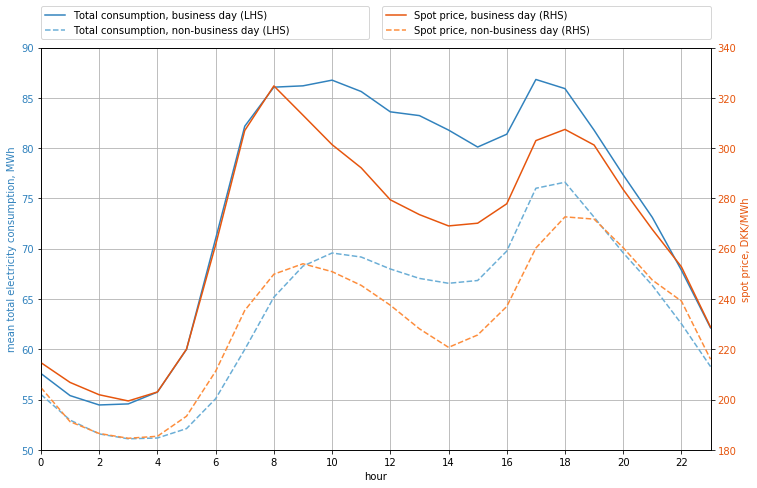 Total consumption, business day (LHS)
Total consumption, non-business day (LHS)
Spot price, business day (RHS)
Spot price, non-business day (RHS)
mean total electricity consumption, MWh
90
85
80
75
70
65
60
55
50
340
320
300
280
260
240
220
200
180
spot price, DKK/MWh
0 2 4 6 8 10 12 14 16 18 20 22
hour